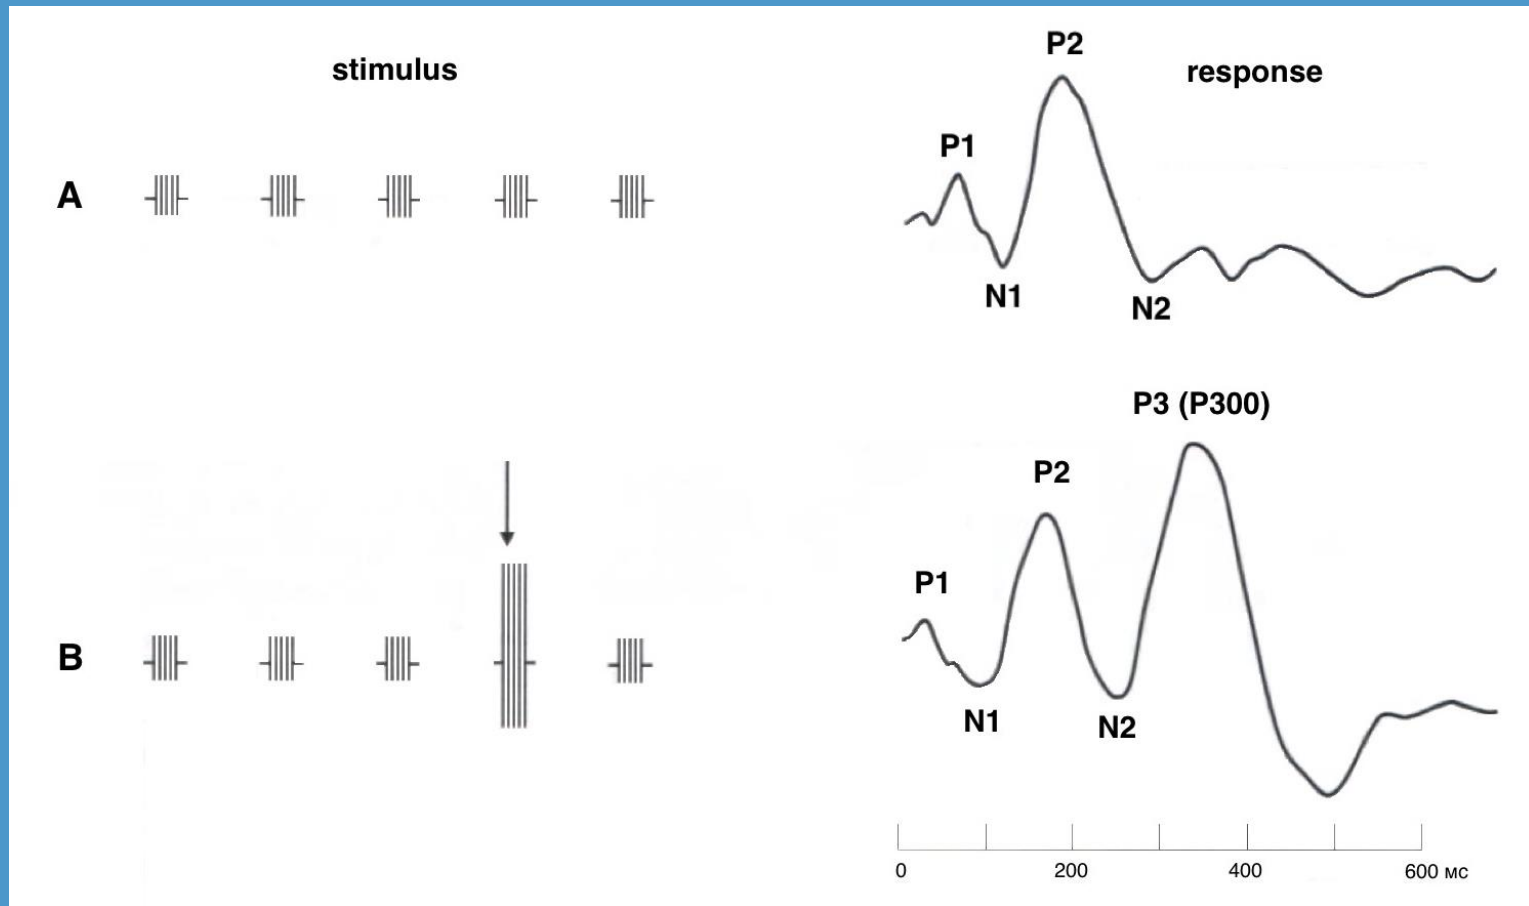 stimulus
response
A
P1
P2
N1
N2
B
P1
P2
P3 (P300)
N1
N2
0 200 400 600 мс